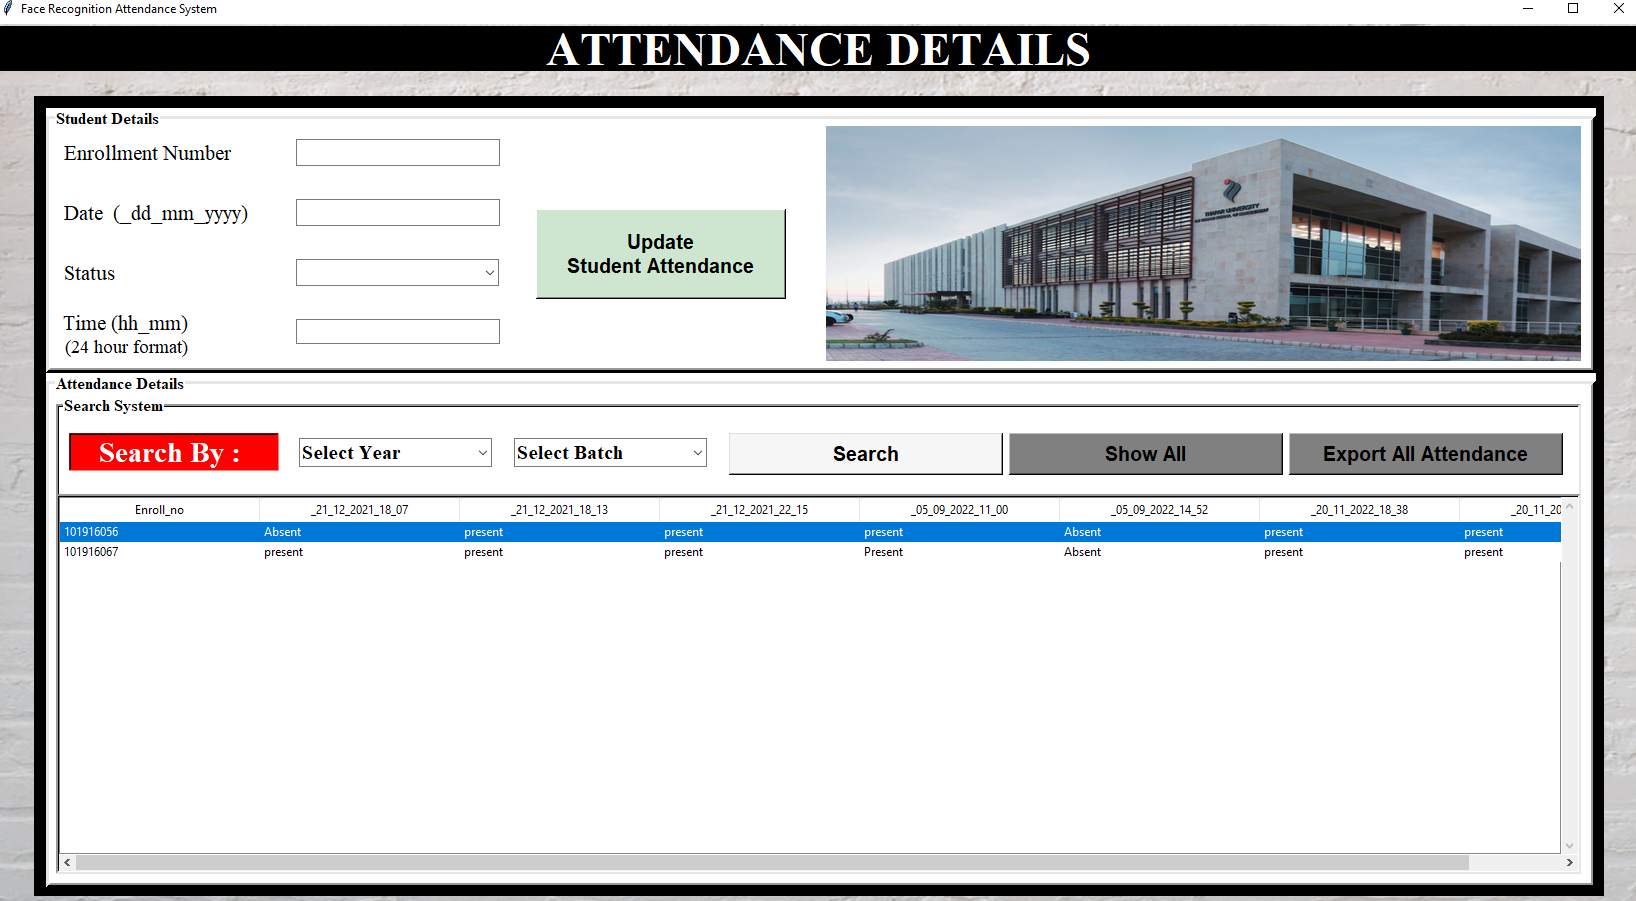 Face Recognition Attendance System
ATTENDANCE DETAILS
Student Details
Enrollment Number
Date (_dd_mm_yyyy)
Status
Time (hh_mm)
(24 hour format)
Update
Student Attendance
THAPAR UNIVERSITY
Attendance Details
Search System
Search By :
Select Year
Select Batch
Search
Show All
Export All Attendance
Enroll_no _21_12_2021_18_07 _21_12_2021_18_13 _21_12_2021_22_15 _05_09_2022_11_00 _05_09_2022_14_52 _20_11_2022_18_38 _20_11_20
101916056 Absent present present present Absent present present
101916067 present present present Present Absent present present